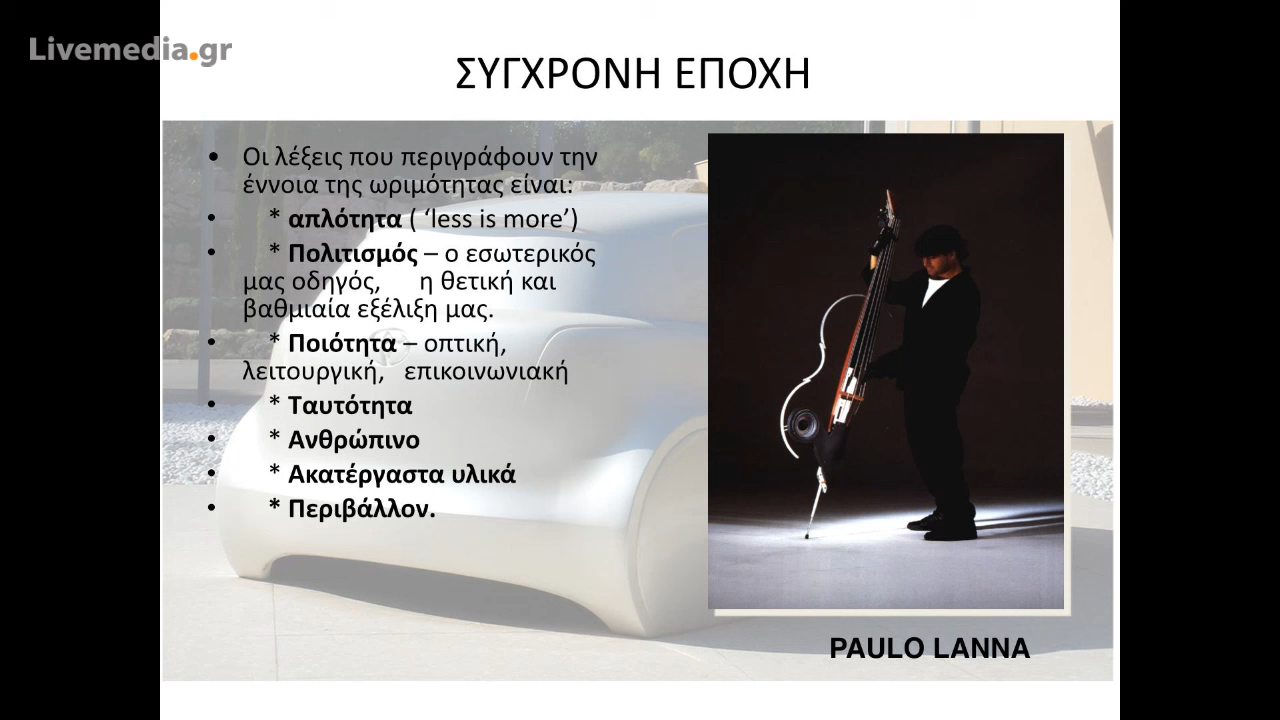 Livemedia.gr
ΣΥΓΧΡΟΝΗ ΕΠΟΧΗ
• Οι λέξεις που περιγράφουν την
έννοια της ωριμότητας είναι:
• * απλότητα ( ‘less is more’)
• * Πολιτισμός – ο εσωτερικός
μας οδηγός, η θετική και
βαθμιαία εξέλιξη μας.
• * Ποιότητα – οπτική,
λειτουργική, επικοινωνιακή
• * Ταυτότητα
• * Ανθρώπινο
• * Ακατέργαστα υλικά
• * Περιβάλλον.
PAULO LANNA